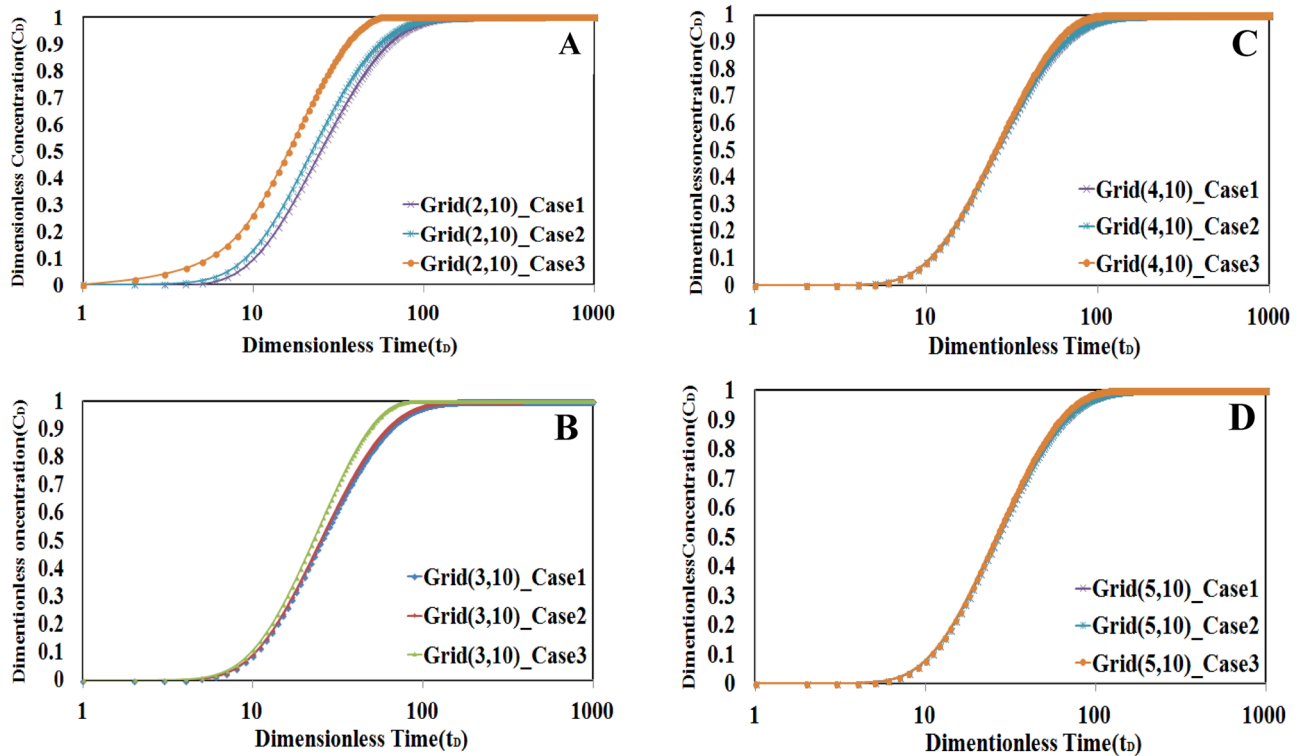 Dimensionless Concentration(CD)
1
0.9
0.8
0.7
0.6
0.5
0.4
0.3
0.2
0.1
0
A
Grid(2,10)_Case1
Grid(2,10)_Case2
Grid(2,10)_Case3
1
10
100
1000
Dimensionless Time(tD)
Dimentionlessoncentration(CD)
1
0.9
0.8
0.7
0.6
0.5
0.4
0.3
0.2
0.1
0
C
Grid(4,10)_Case1
Grid(4,10)_Case2
Grid(4,10)_Case3
1
10
100
1000
Dimentionless Time(tD)
Dimentionless oncentration(CD)
1
0.9
0.8
0.7
0.6
0.5
0.4
0.3
0.2
0.1
0
B
Grid(3,10)_Case1
Grid(3,10)_Case2
Grid(3,10)_Case3
1
10
100
1000
Dimensionless Time(tD)
DimentionlessConcentration(CD)
1
0.9
0.8
0.7
0.6
0.5
0.4
0.3
0.2
0.1
0
D
Grid(5,10)_Case1
Grid(5,10)_Case2
Grid(5,10)_Case3
1
10
100
1000
Dimentionless Time(tD)